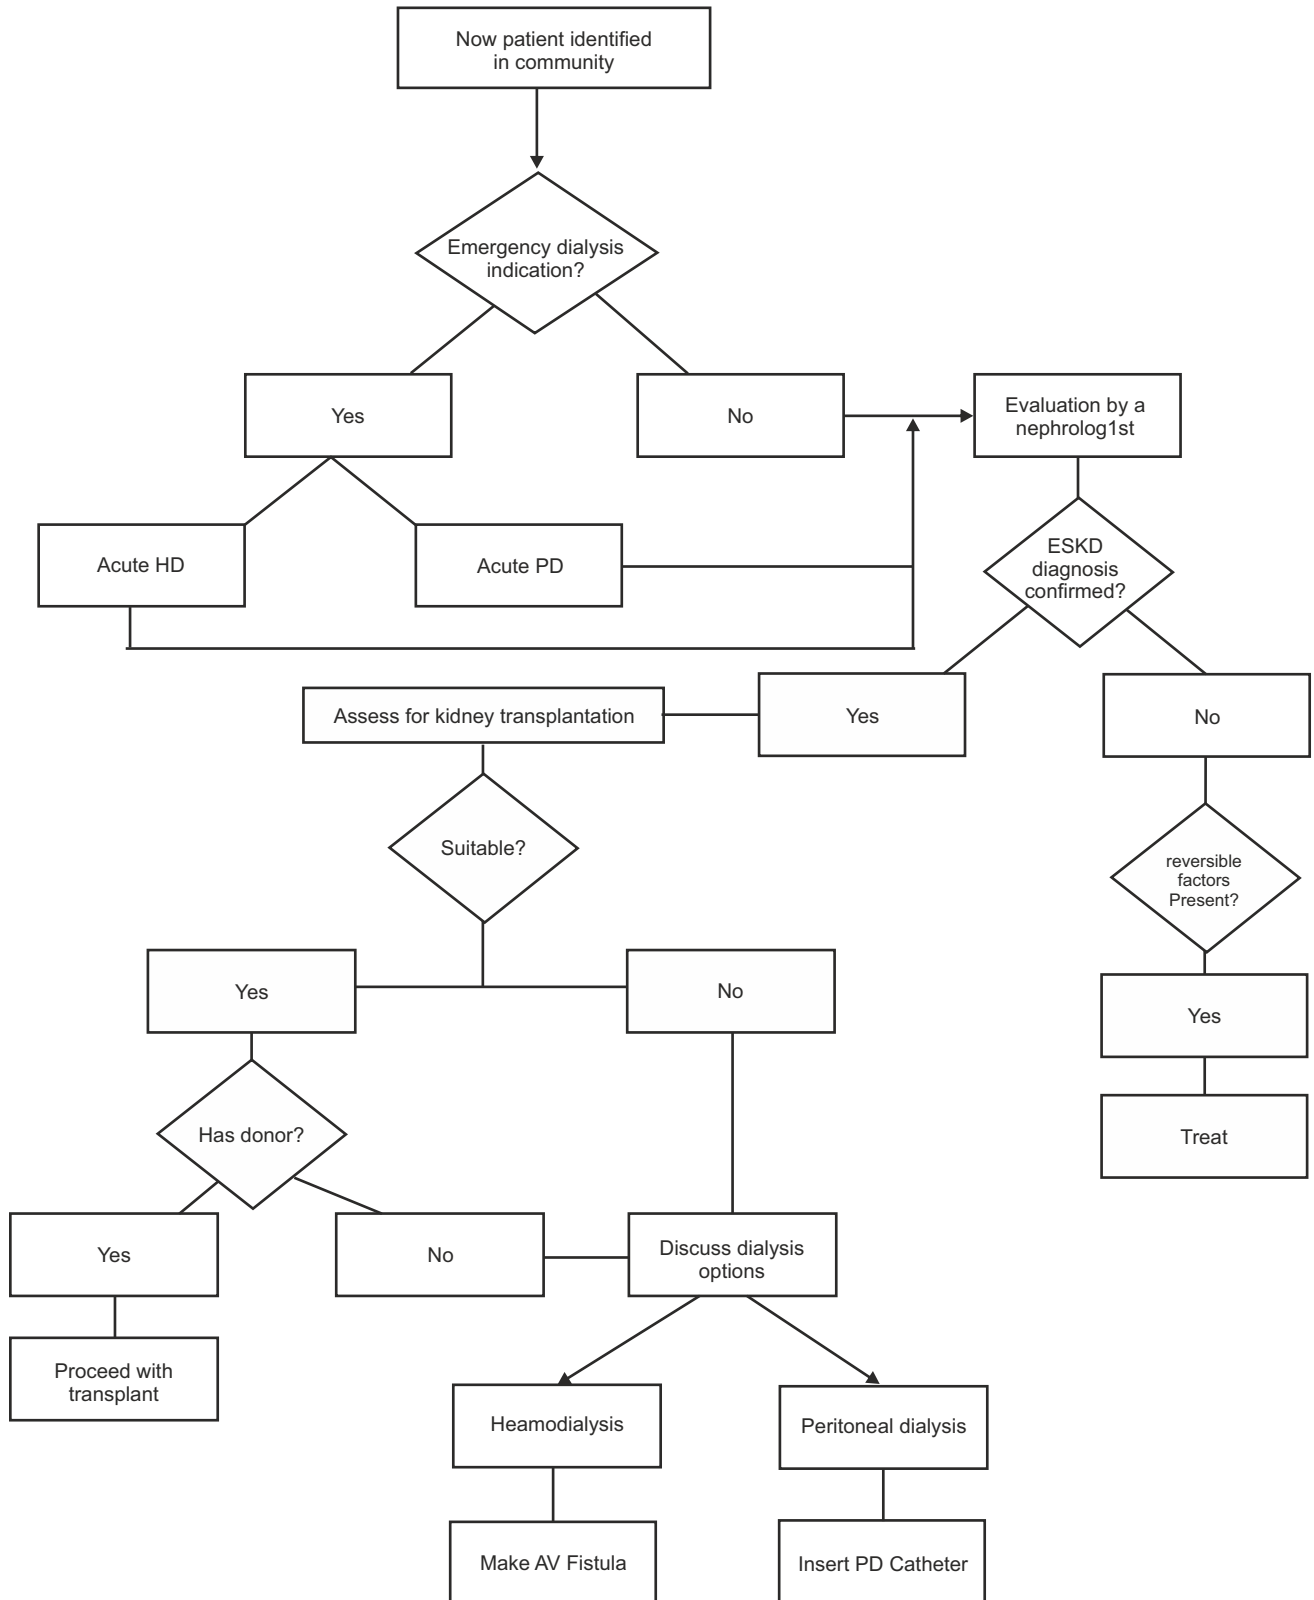 Now patient identified
in community
Emergency dialysis
indication?
Yes
No
Evaluation by a
nephrolog1st
Acute HD
Acute PD
ESKD
diagnosis
confirmed?
Assess for kidney transplantation
Yes
No
Suitable?
reversible
factors
Present?
Yes
No
Yes
Has donor?
Treat
Yes
No
Discuss dialysis
options
Proceed with
transplant
Heamodialysis
Peritoneal dialysis
Make AV Fistula
Insert PD Catheter